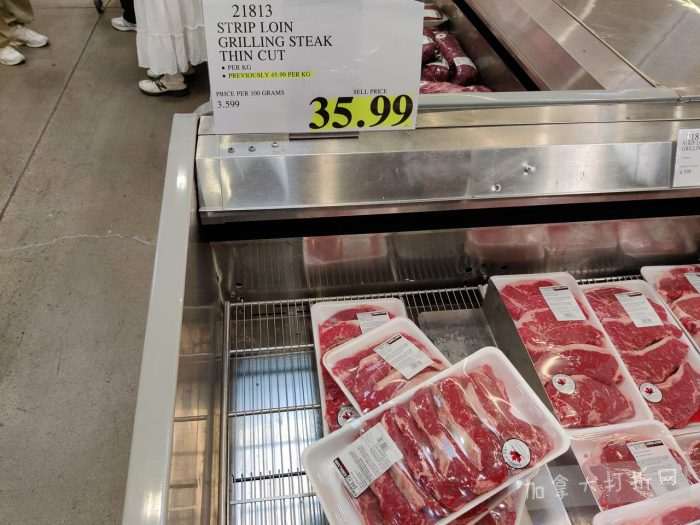 21813
STRIP LOIN
GRILLING STEAK
THIN CUT
• PER KG
• PREVIOUSLY 45.99 PER KG
PRICE PER 100 GRAMS
SELL PRICE
3.599
35.99
加拿大打折网